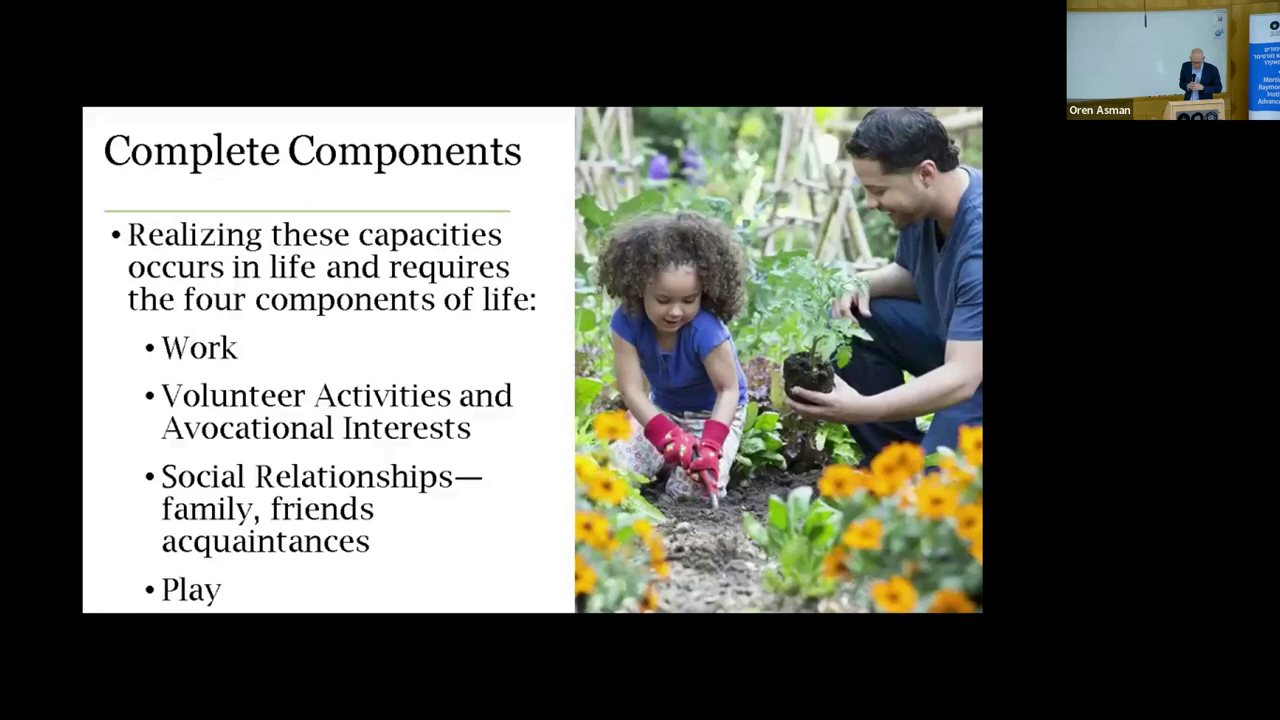 Complete Components
• Realizing these capacities
occurs in life and requires
the four components of life:
• Work
• Volunteer Activities and
Avocational Interests
• Social Relationships—
family, friends
acquaintances
• Play
Oren Asman